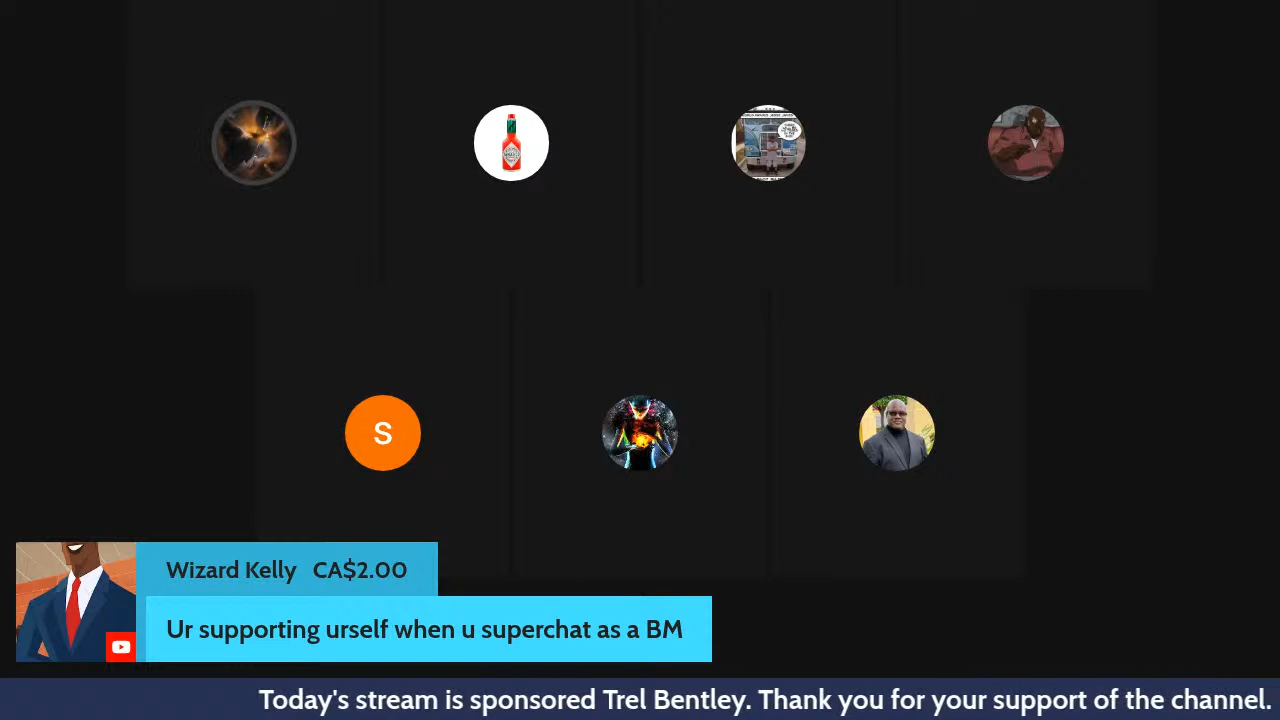 S
Wizard Kelly CA$2.00
Ur supporting urself when u superchat as a BM
Today's stream is sponsored Trel Bentley. Thank you for your support of the channel.